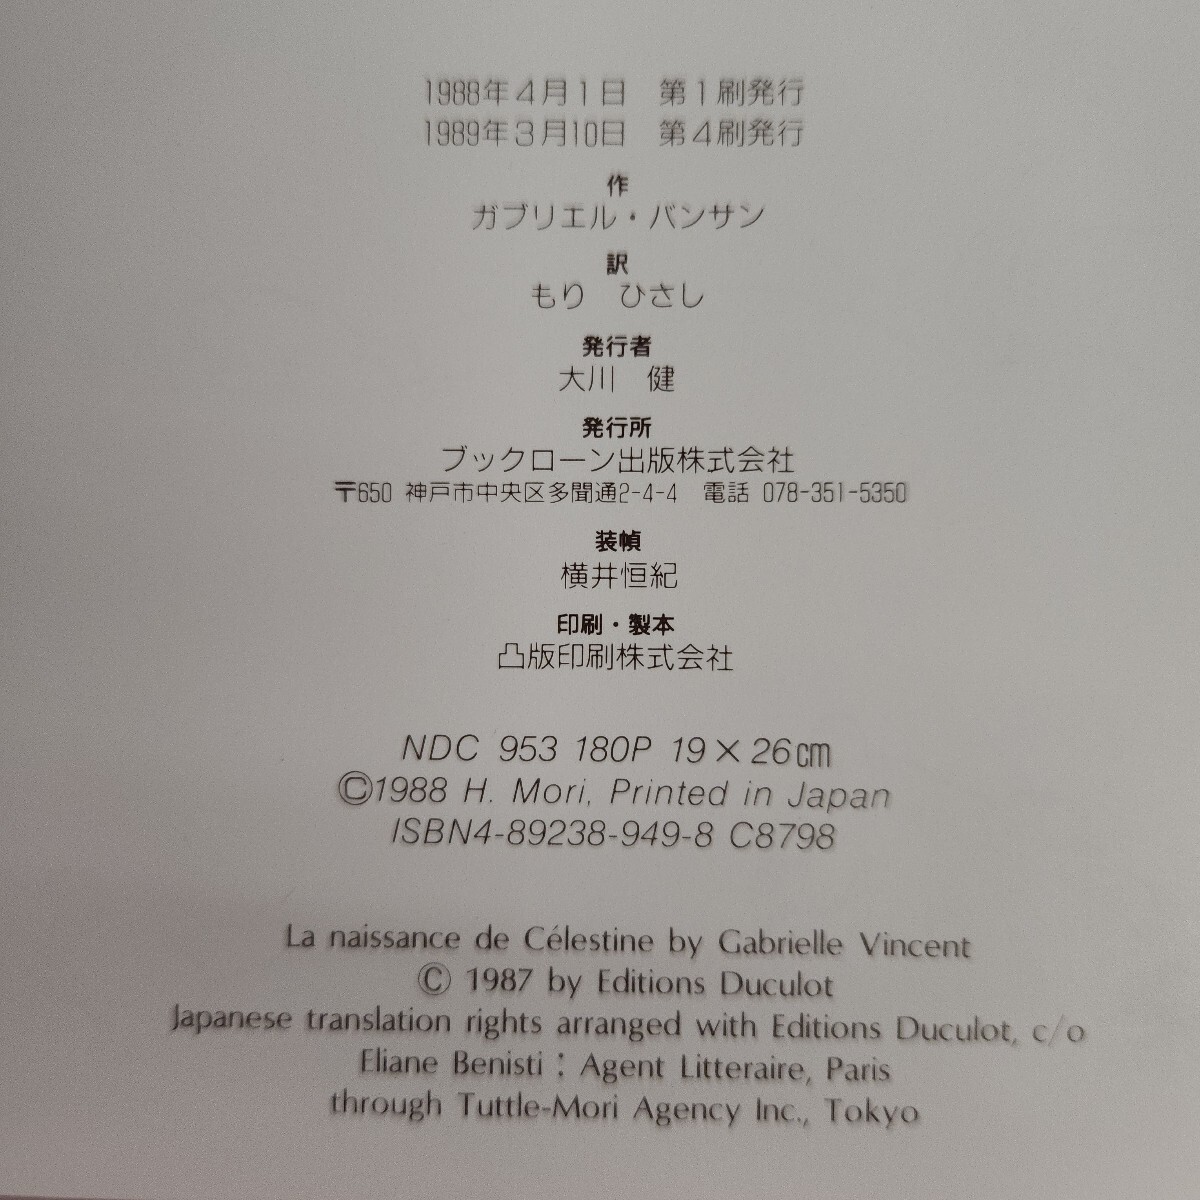 1988年4月1日　第1刷発行
1989年3月10日　第4刷発行
作
ガブリエル・バンサン
訳
もり　ひさし
発行者
大川　健
発行所
ブックローン出版株式会社
〒650 神戸市中央区多聞通2-4-4　電話 078-351-5350
装幀
横井恒紀
印刷・製本
凸版印刷株式会社
NDC 953 180P 19×26cm
©1988 H. Mori, Printed in Japan
ISBN4-89238-949-8 C8798
La naissance de Célestine by Gabrielle Vincent
© 1987 by Editions Duculot
Japanese translation rights arranged with Editions Duculot, c/o
Eliane Benisti : Agent Litteraire, Paris
through Tuttle-Mori Agency Inc., Tokyo